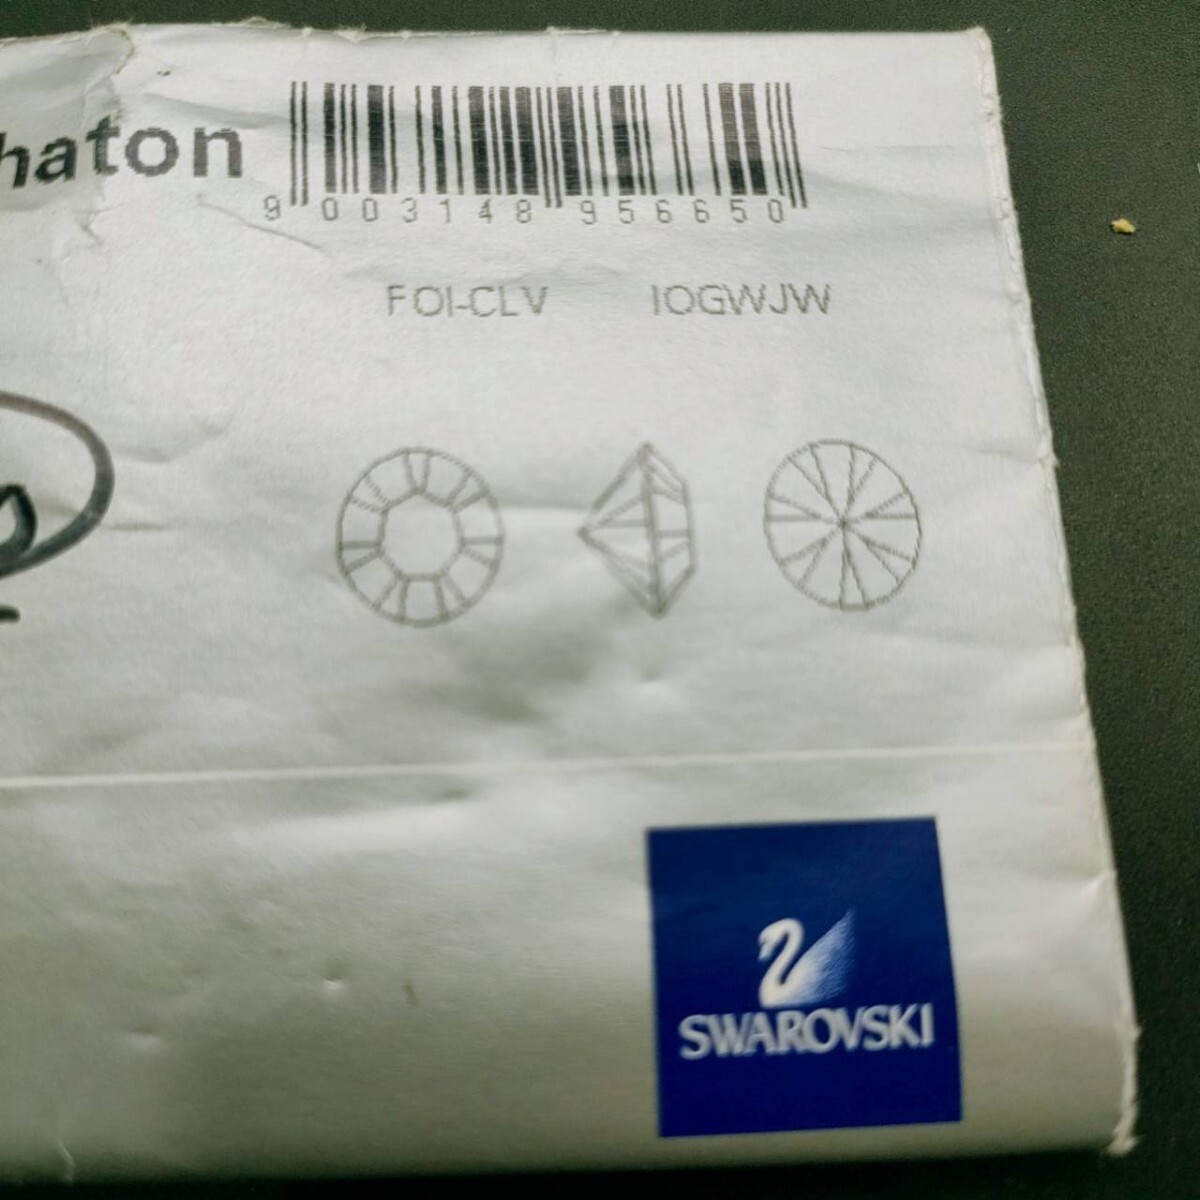 haton
9 003148 956650
FOI-CLV IOGWJW
SWAROVSKI